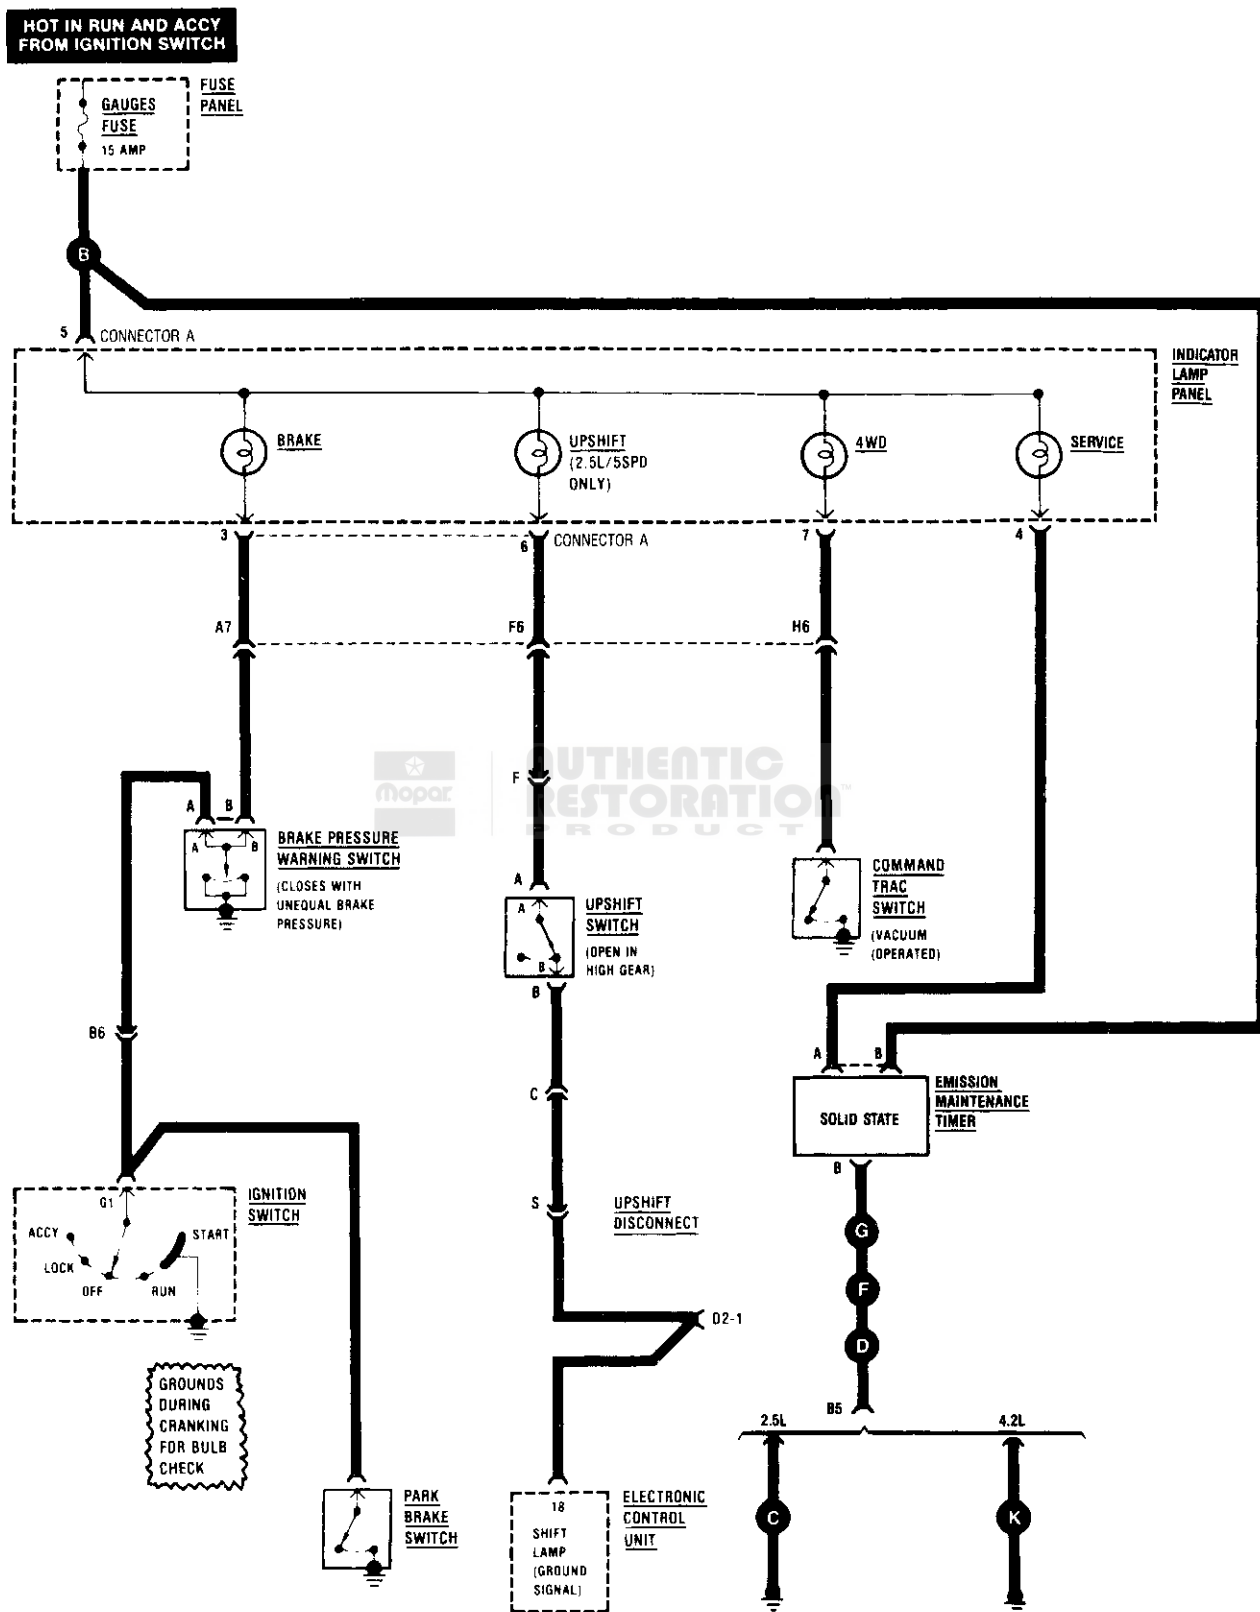 HOT IN RUN AND ACCY
FROM IGNITION SWITCH
GAUGES
FUSE
15 AMP
FUSE
PANEL
B
5 CONNECTOR A
INDICATOR
LAMP
PANEL
BRAKE
UPSHIFT
(2.5L/5SPD
ONLY)
4WD
SERVICE
3
6 CONNECTOR A
7
4
A7
F6
H6
Mopar
AUTHENTIC
RESTORATION™
PRODUCT
F
A B
A B
BRAKE PRESSURE
WARNING SWITCH
(CLOSES WITH
UNEQUAL BRAKE
PRESSURE)
A
A
B
UPSHIFT
SWITCH
(OPEN IN
HIGH GEAR)
B
COMMAND
TRAC
SWITCH
(VACUUM
(OPERATED)
B6
C
S
UPSHIFT
DISCONNECT
D2-1
A B
SOLID STATE
EMISSION
MAINTENANCE
TIMER
B
G
F
D
B5
2.5L
4.2L
C
K
G1
IGNITION
SWITCH
ACCY
LOCK
OFF
RUN
START
GROUNDS
DURING
CRANKING
FOR BULB
CHECK
PARK
BRAKE
SWITCH
18
SHIFT
LAMP
(GROUND
SIGNAL)
ELECTRONIC
CONTROL
UNIT